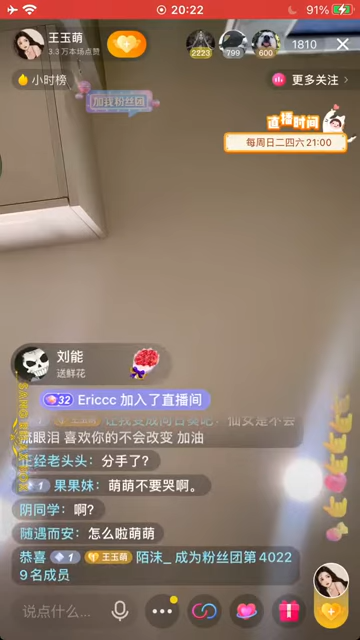 20:22
91%
王玉萌
3.3万本场点赞
2223
799
600
1810
小时榜
更多关注
加我粉丝团
直播时间
每周日二四六21:00
刘能
送鲜花
32 Ericcc 加入了直播间
流眼泪 喜欢你的不会改变 加油
正经老头头：分手了？
1 果果妹：萌萌不要哭啊。
阴同学：啊？
随遇而安：怎么啦萌萌
恭喜 1 王玉萌 陌沫_ 成为粉丝团第4022
9名成员
说点什么...